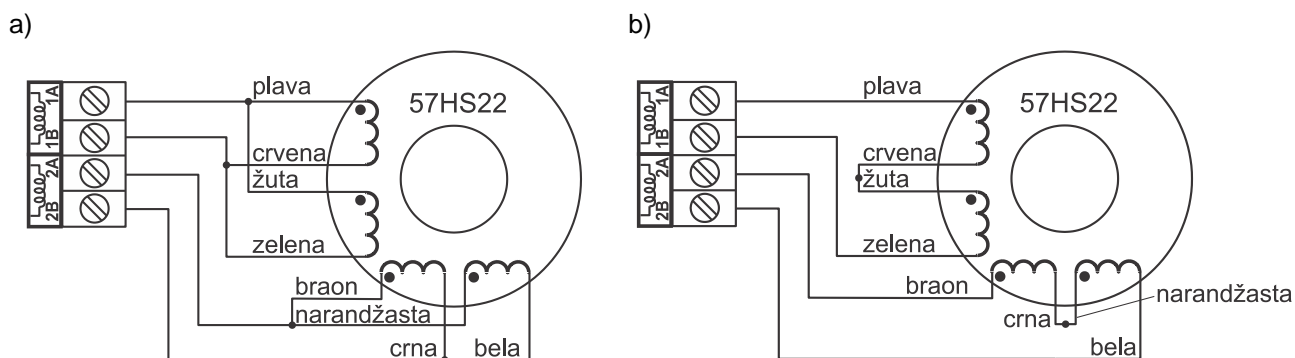 a)
1A
1B
2A
2B
plava
57HS22
crvena
žuta
zelena
braon
narandžasta
crna
bela
b)
1A
1B
2A
2B
plava
57HS22
crvena
žuta
zelena
braon
narandžasta
crna
bela